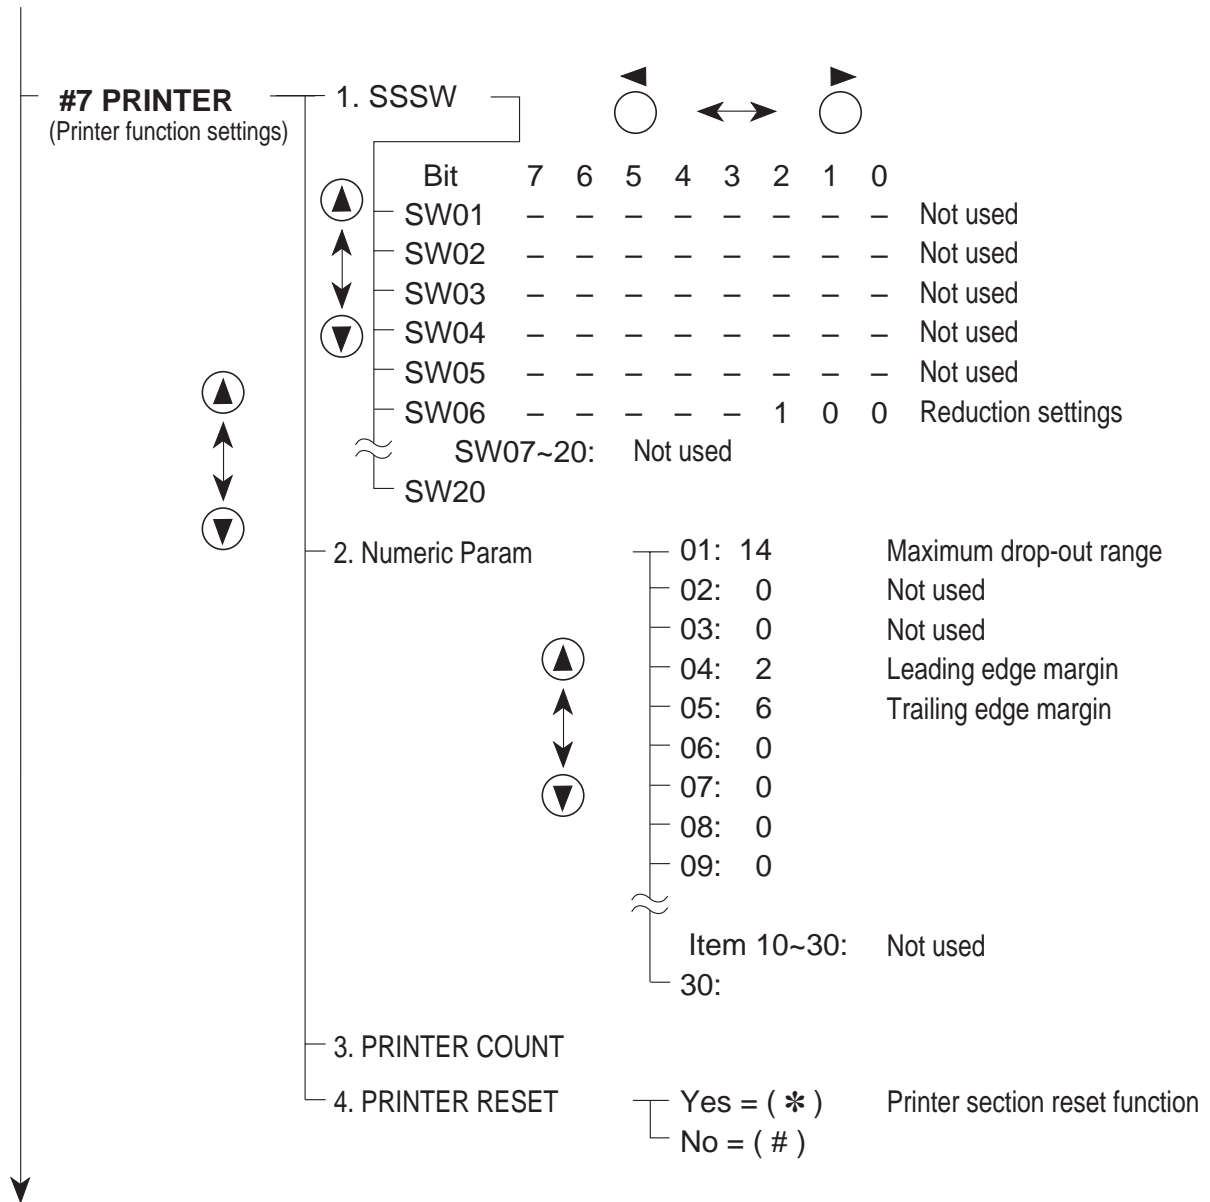 #7 PRINTER
(Printer function settings)
1. SSSW
Bit 7 6 5 4 3 2 1 0
SW01 – – – – – – – – Not used
SW02 – – – – – – – – Not used
SW03 – – – – – – – – Not used
SW04 – – – – – – – – Not used
SW05 – – – – – – – – Not used
SW06 – – – – – 1 0 0 Reduction settings
SW07~20: Not used
SW20
2. Numeric Param
01: 14 Maximum drop-out range
02: 0 Not used
03: 0 Not used
04: 2 Leading edge margin
05: 6 Trailing edge margin
06: 0
07: 0
08: 0
09: 0
Item 10~30: Not used
30:
3. PRINTER COUNT
4. PRINTER RESET
Yes = ( ✻ ) Printer section reset function
No = ( # )